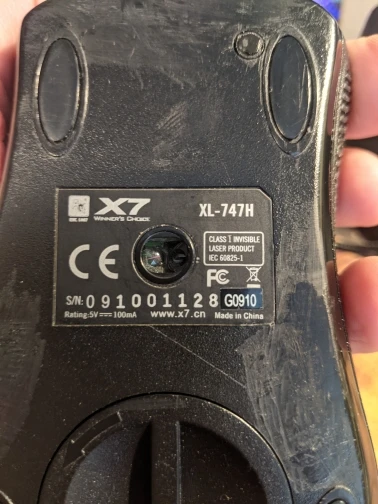 X7 XL-747H
WINNER'S CHOICE
CLASS 1 INVISIBLE
LASER PRODUCT
IEC 60825-1
CE
FC
S/N: 091001128 G0910
Rating:5V 100mA www.x7.cn Made in China